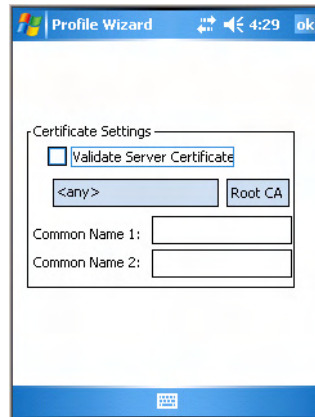 Profile Wizard 4:29 ok
Certificate Settings
Validate Server Certificate
<any> Root CA
Common Name 1:
Common Name 2: